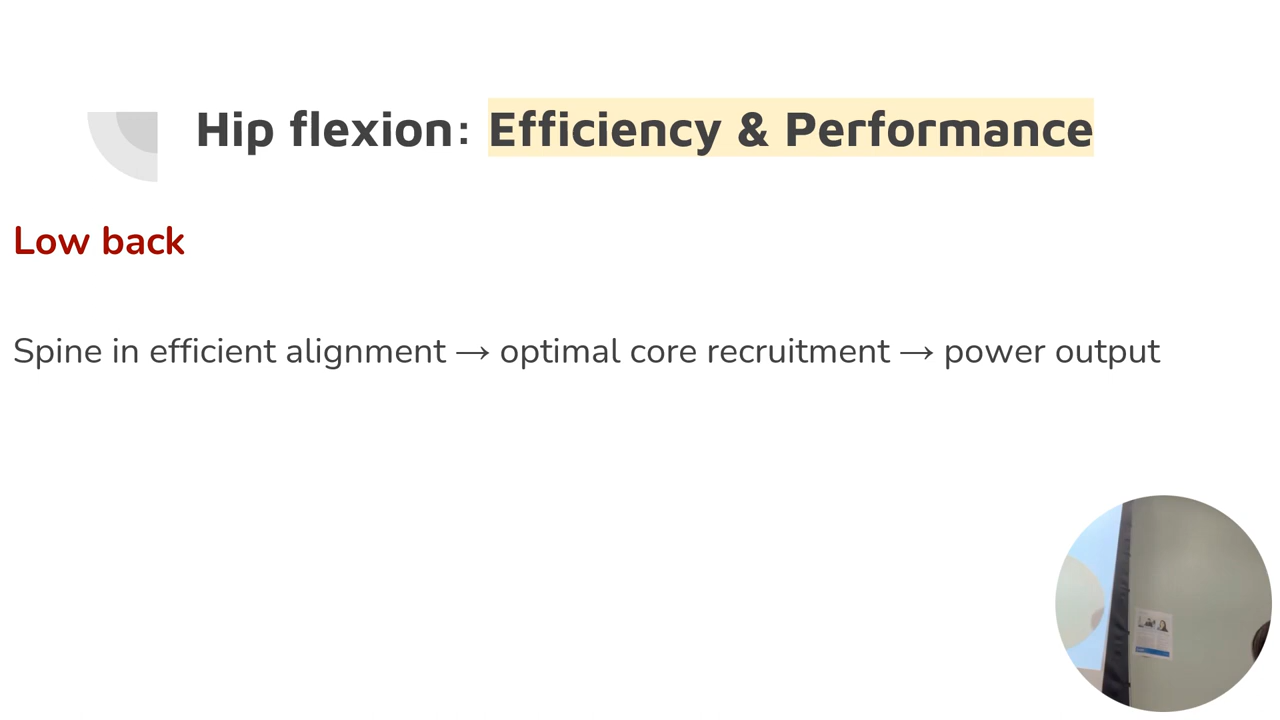 Hip flexion: Efficiency & Performance
Low back
Spine in efficient alignment → optimal core recruitment → power output